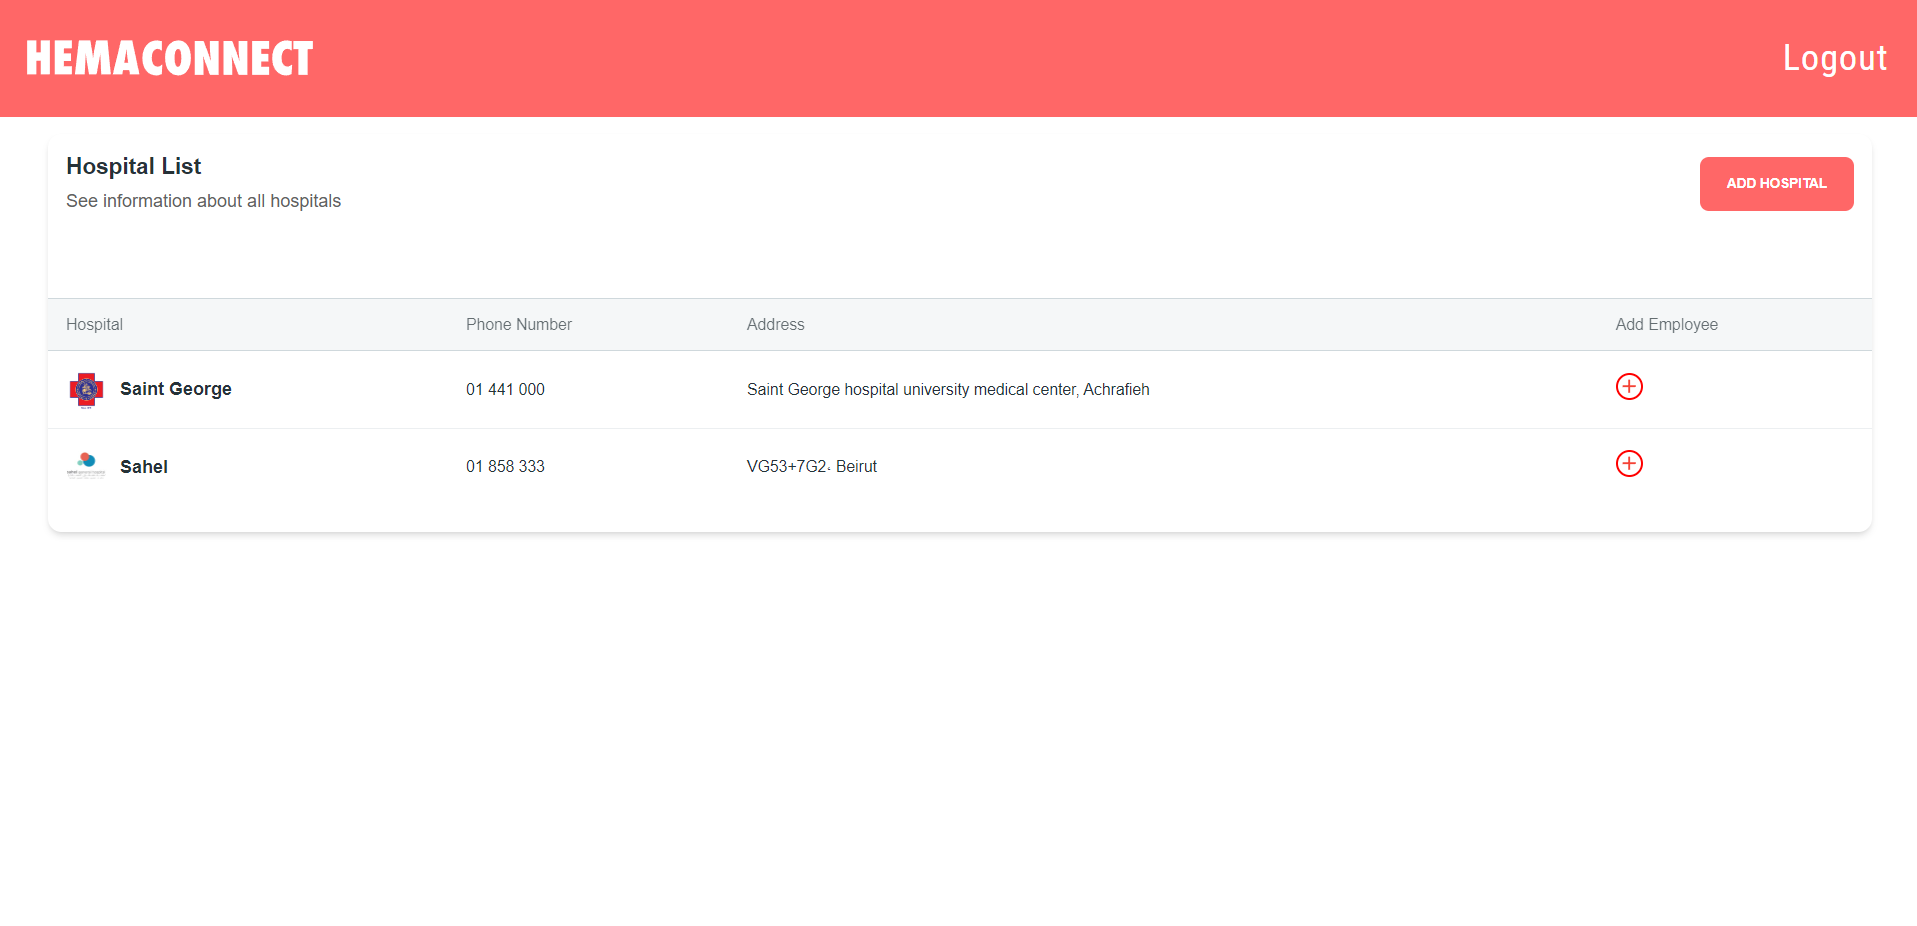 HEMACONNECT
Logout
Hospital List
See information about all hospitals
ADD HOSPITAL
Hospital Phone Number Address Add Employee
Saint George 01 441 000 Saint George hospital university medical center, Achrafieh
Sahel 01 858 333 VG53+7G2، Beirut